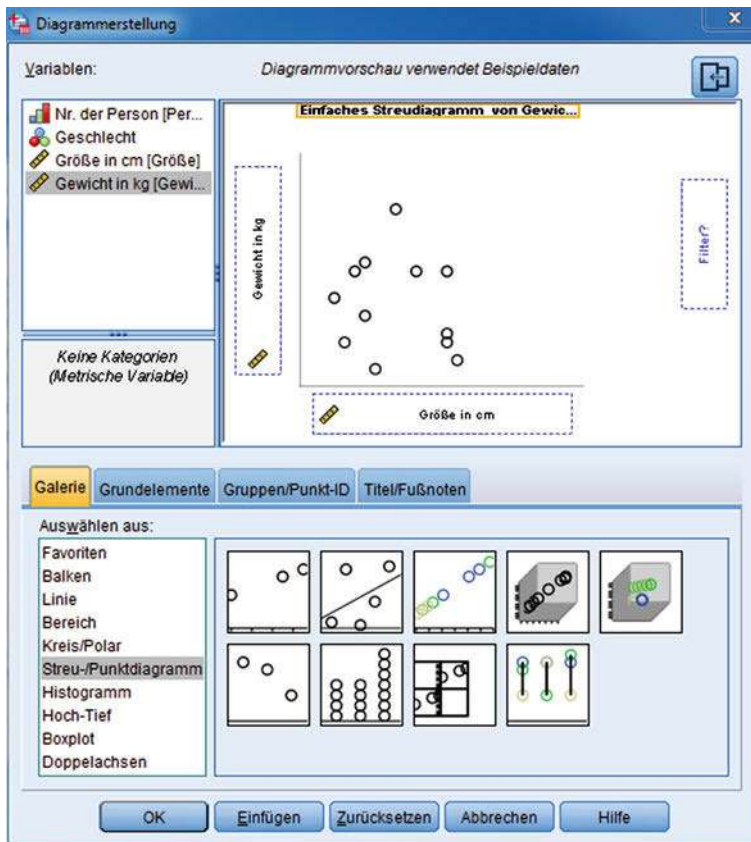 Diagrammerstellung
Variablen:
Diagrammvorschau verwendet Beispieldaten
Nr. der Person [Per...
Geschlecht
Größe in cm [Größe]
Gewicht in kg [Gewi...
Keine Kategorien
(Metrische Variable)
Einfaches Streudiagramm von Gewic...
Gewicht in kg
Filter?
Größe in cm
Galerie
Grundelemente
Gruppen/Punkt-ID
Titel/Fußnoten
Auswählen aus:
Favoriten
Balken
Linie
Bereich
Kreis/Polar
Streu-/Punktdiagramm
Histogramm
Hoch-Tief
Boxplot
Doppelachsen
OK
Einfügen
Zurücksetzen
Abbrechen
Hilfe